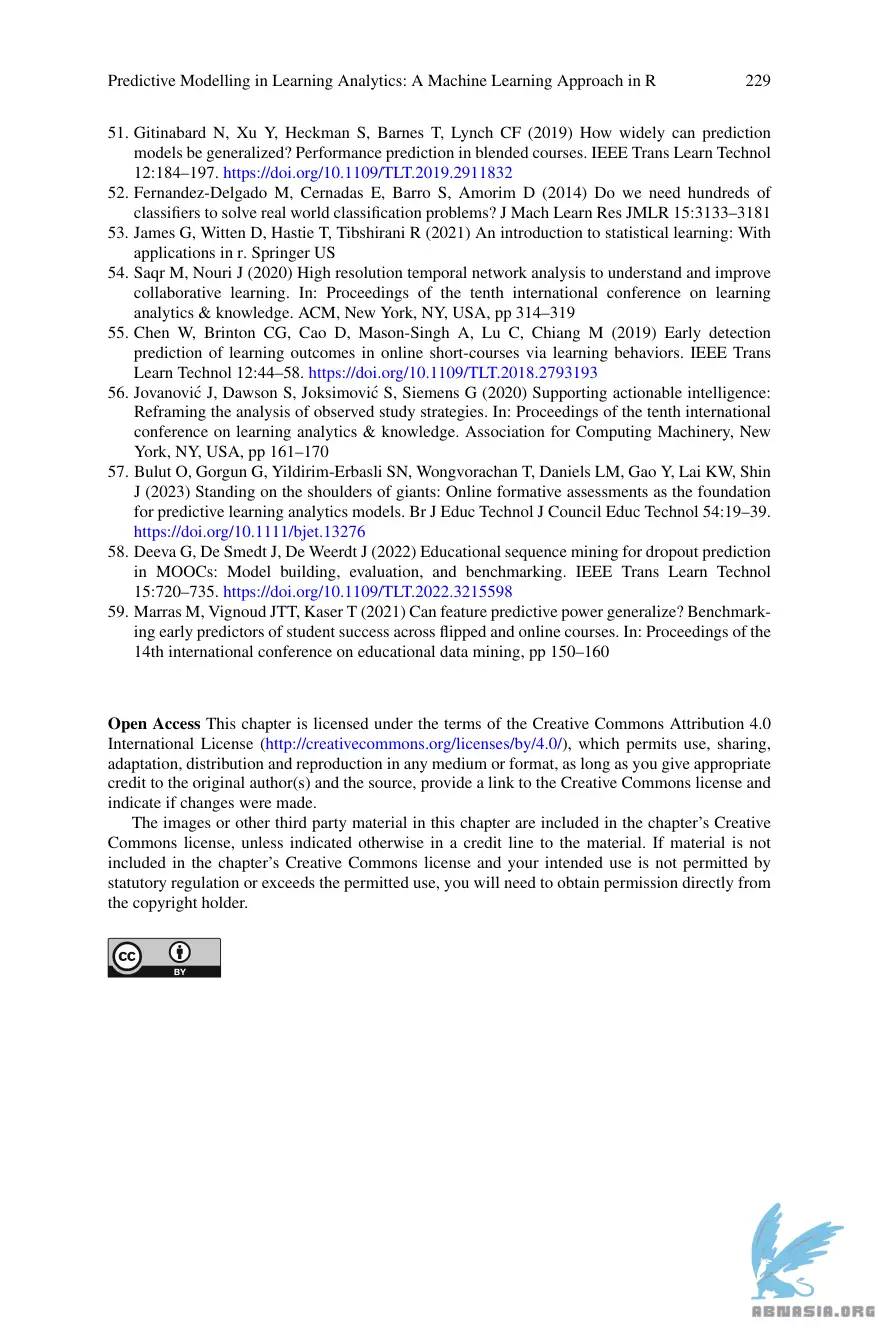 Predictive Modelling in Learning Analytics: A Machine Learning Approach in R 229
51. Gitinabard N, Xu Y, Heckman S, Barnes T, Lynch CF (2019) How widely can prediction
models be generalized? Performance prediction in blended courses. IEEE Trans Learn Technol
12:184–197. https://doi.org/10.1109/TLT.2019.2911832
52. Fernandez-Delgado M, Cernadas E, Barro S, Amorim D (2014) Do we need hundreds of
classifiers to solve real world classification problems? J Mach Learn Res JMLR 15:3133–3181
53. James G, Witten D, Hastie T, Tibshirani R (2021) An introduction to statistical learning: With
applications in r. Springer US
54. Saqr M, Nouri J (2020) High resolution temporal network analysis to understand and improve
collaborative learning. In: Proceedings of the tenth international conference on learning
analytics & knowledge. ACM, New York, NY, USA, pp 314–319
55. Chen W, Brinton CG, Cao D, Mason-Singh A, Lu C, Chiang M (2019) Early detection
prediction of learning outcomes in online short-courses via learning behaviors. IEEE Trans
Learn Technol 12:44–58. https://doi.org/10.1109/TLT.2018.2793193
56. Jovanović J, Dawson S, Joksimović S, Siemens G (2020) Supporting actionable intelligence:
Reframing the analysis of observed study strategies. In: Proceedings of the tenth international
conference on learning analytics & knowledge. Association for Computing Machinery, New
York, NY, USA, pp 161–170
57. Bulut O, Gorgun G, Yildirim-Erbasli SN, Wongvorachan T, Daniels LM, Gao Y, Lai KW, Shin
J (2023) Standing on the shoulders of giants: Online formative assessments as the foundation
for predictive learning analytics models. Br J Educ Technol J Council Educ Technol 54:19–39.
https://doi.org/10.1111/bjet.13276
58. Deeva G, De Smedt J, De Weerdt J (2022) Educational sequence mining for dropout prediction
in MOOCs: Model building, evaluation, and benchmarking. IEEE Trans Learn Technol
15:720–735. https://doi.org/10.1109/TLT.2022.3215598
59. Marras M, Vignoud JTT, Kaser T (2021) Can feature predictive power generalize? Benchmark-
ing early predictors of student success across flipped and online courses. In: Proceedings of the
14th international conference on educational data mining, pp 150–160
Open Access This chapter is licensed under the terms of the Creative Commons Attribution 4.0
International License (http://creativecommons.org/licenses/by/4.0/), which permits use, sharing,
adaptation, distribution and reproduction in any medium or format, as long as you give appropriate
credit to the original author(s) and the source, provide a link to the Creative Commons license and
indicate if changes were made.
The images or other third party material in this chapter are included in the chapter's Creative
Commons license, unless indicated otherwise in a credit line to the material. If material is not
included in the chapter's Creative Commons license and your intended use is not permitted by
statutory regulation or exceeds the permitted use, you will need to obtain permission directly from
the copyright holder.
CC
BY
ABNASIA.ORG